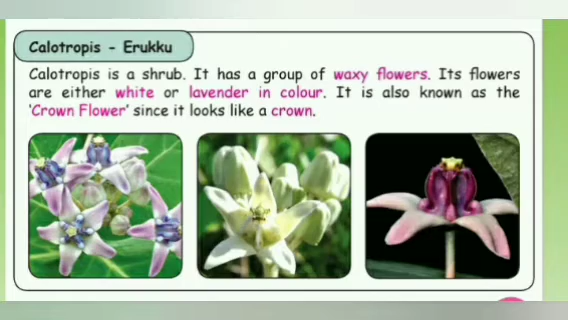 Calotropis - Erukku
Calotropis is a shrub. It has a group of waxy flowers. Its flowers
are either white or lavender in colour. It is also known as the
‘Crown Flower’ since it looks like a crown.